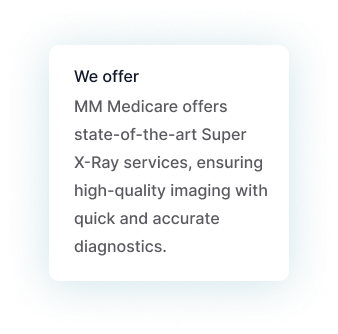 We offer
MM Medicare offers
state-of-the-art Super
X-Ray services, ensuring
high-quality imaging with
quick and accurate
diagnostics.